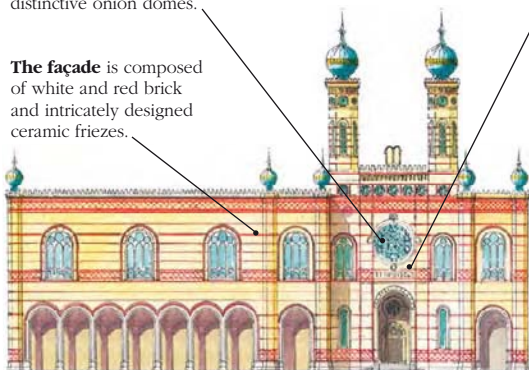 distinctive onion domes.
The façade is composed
of white and red brick
and intricately designed
ceramic friezes.